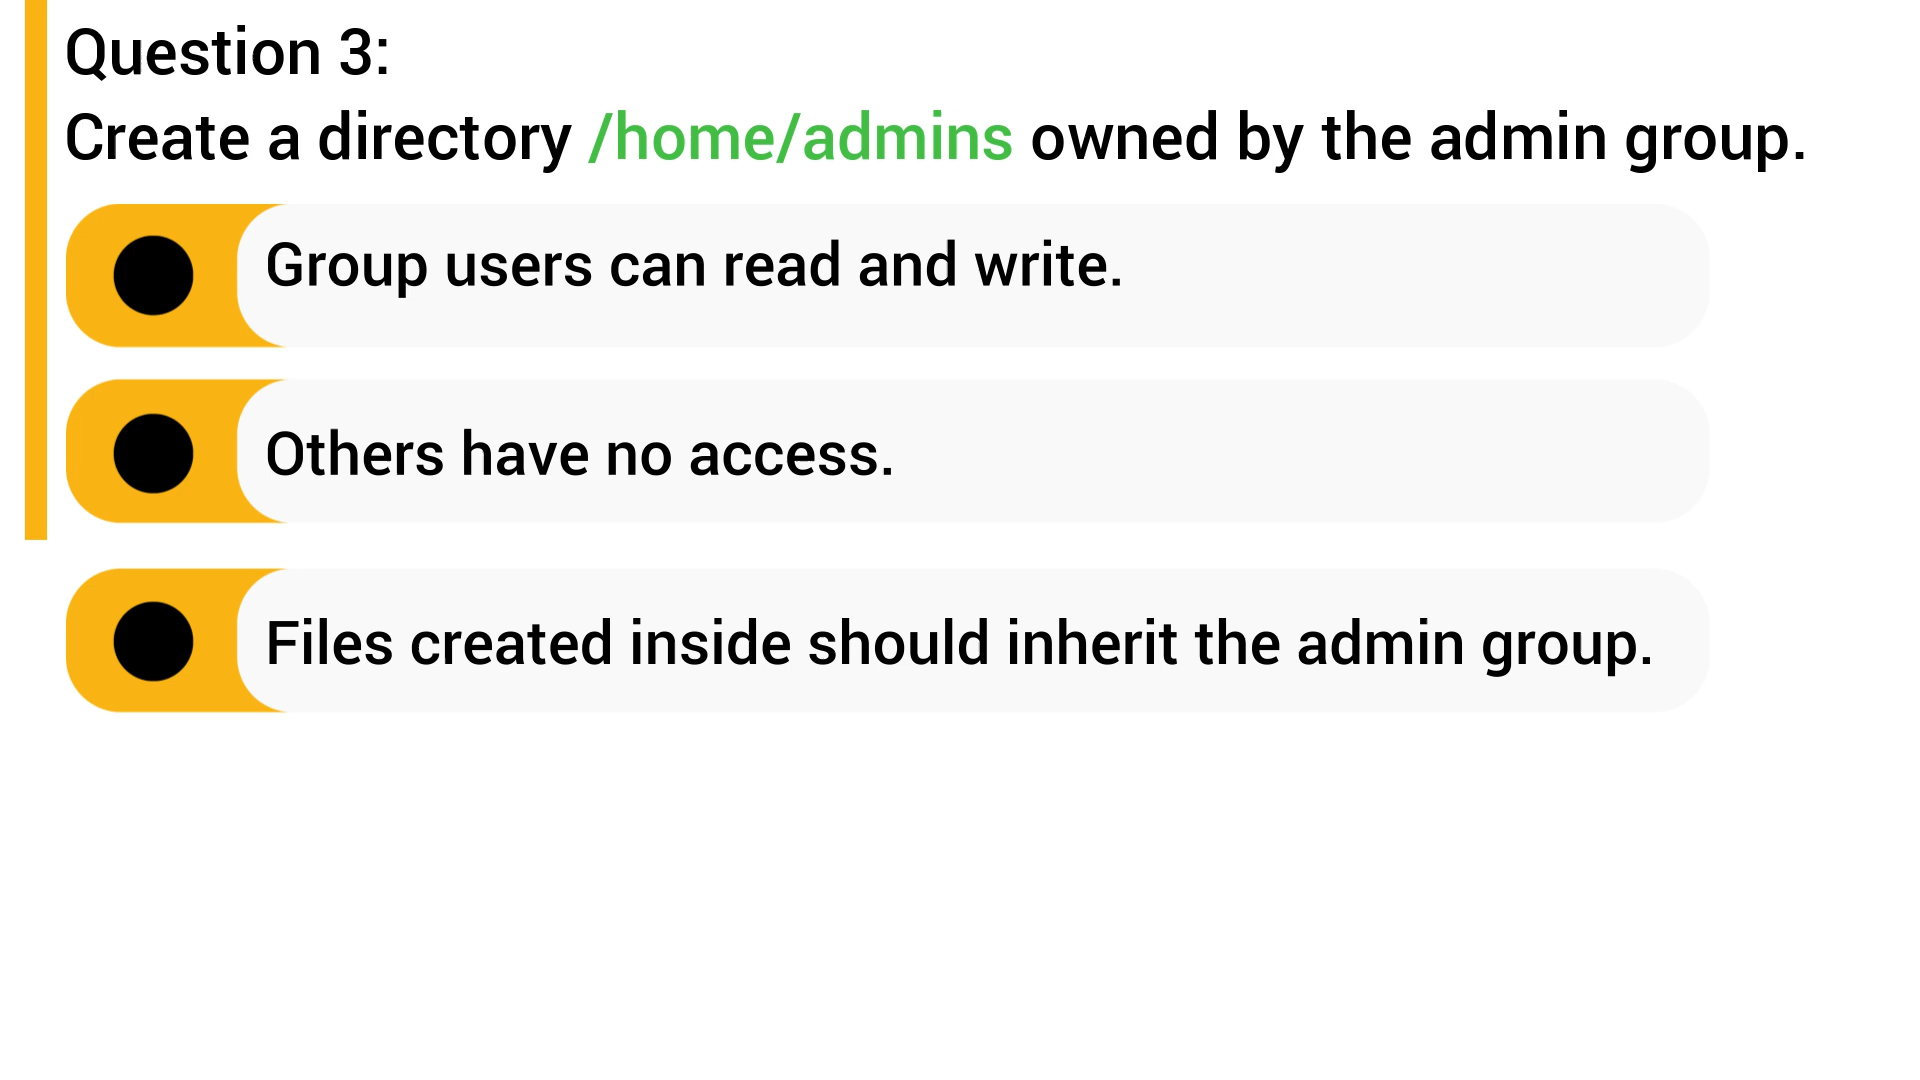 Question 3:
Create a directory /home/admins owned by the admin group.
Group users can read and write.
Others have no access.
Files created inside should inherit the admin group.